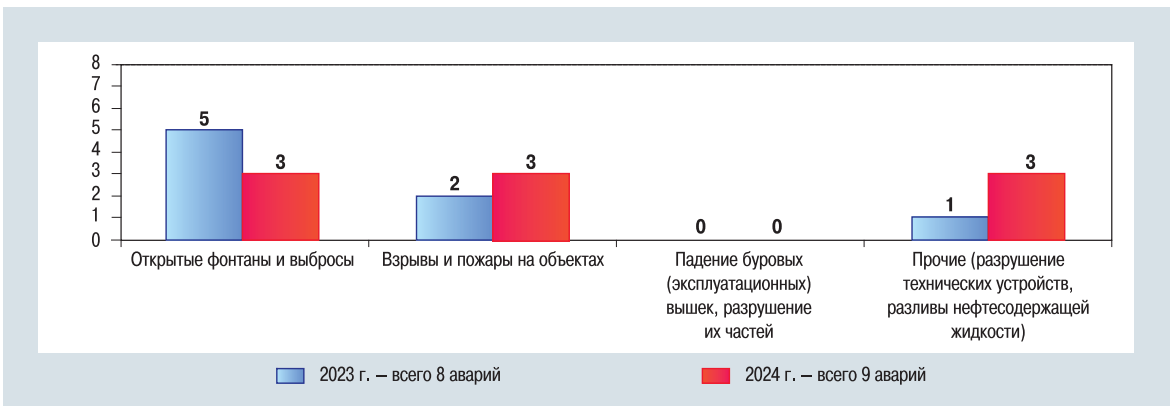 8
7
6
5
4
3
2
1
0
5
3
2
3
0
0
1
3
Открытые фонтаны и выбросы
Взрывы и пожары на объектах
Падение буровых
(эксплуатационных)
вышек, разрушение
их частей
Прочие (разрушение
технических устройств,
разливы нефтесодержащей
жидкости)
2023 г. – всего 8 аварий
2024 г. – всего 9 аварий